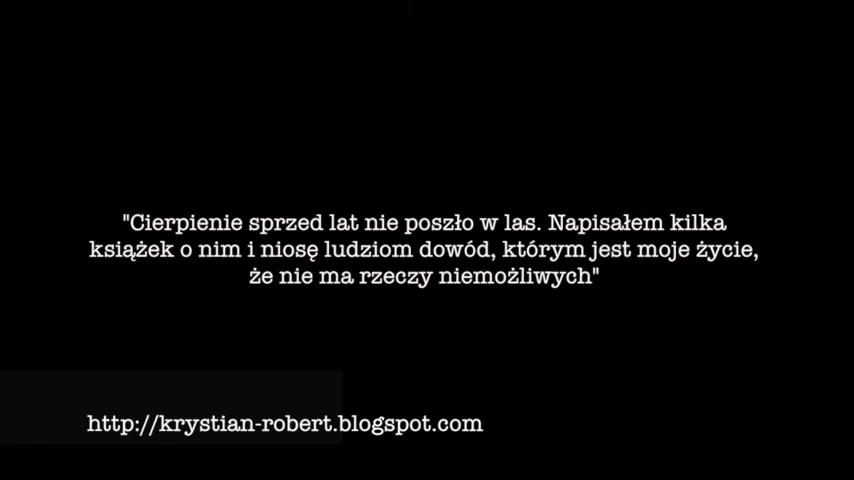 "Cierpienie sprzed lat nie poszło w las. Napisałem kilka
książek o nim i niosę ludziom dowód, którym jest moje życie,
że nie ma rzeczy niemożliwych"
http://krystian-robert.blogspot.com